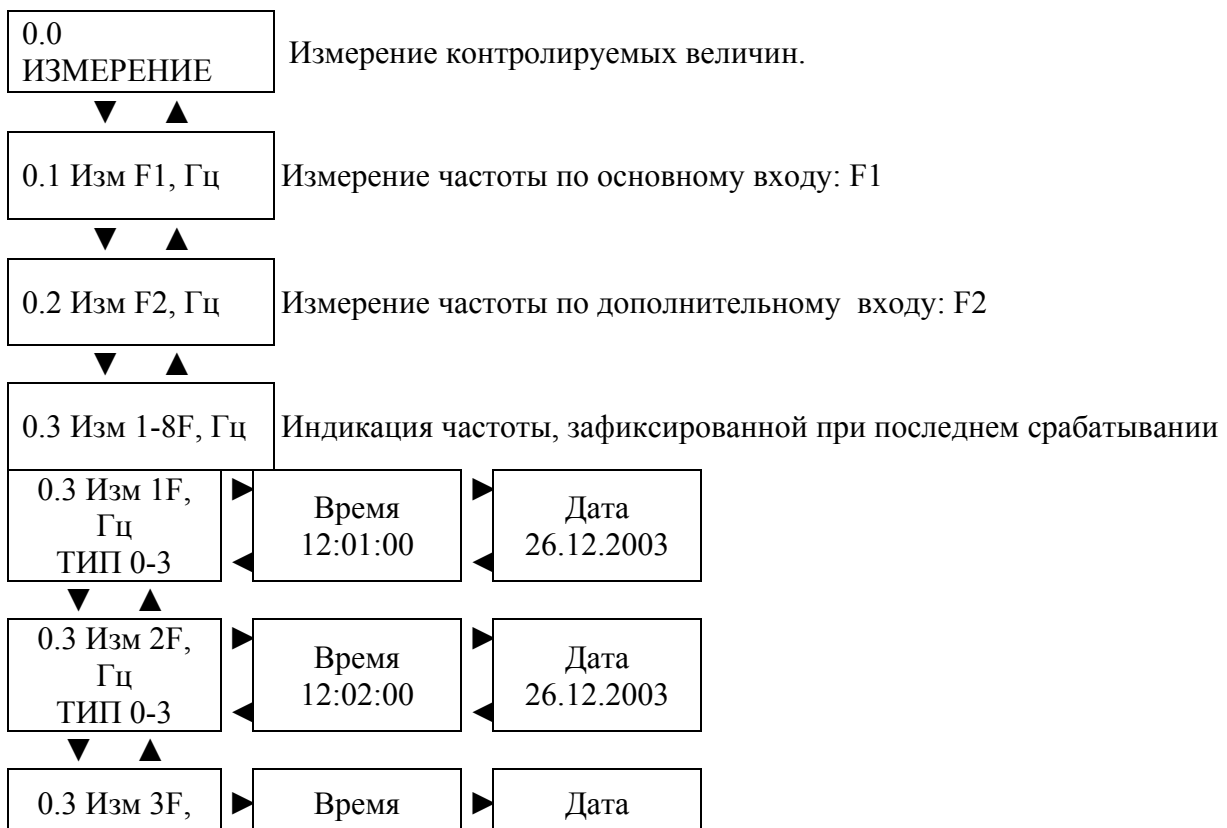 0.0
ИЗМЕРЕНИЕ
Измерение контролируемых величин.
▼ ▲
0.1 Изм F1, Гц
Измерение частоты по основному входу: F1
▼ ▲
0.2 Изм F2, Гц
Измерение частоты по дополнительному входу: F2
▼ ▲
0.3 Изм 1-8F, Гц
Индикация частоты, зафиксированной при последнем срабатывании
0.3 Изм 1F,
Гц
ТИП 0-3
► ◄
Время
12:01:00
► ◄
Дата
26.12.2003
▼ ▲
0.3 Изм 2F,
Гц
ТИП 0-3
► ◄
Время
12:02:00
► ◄
Дата
26.12.2003
▼ ▲
0.3 Изм 3F,
►
Время
►
Дата